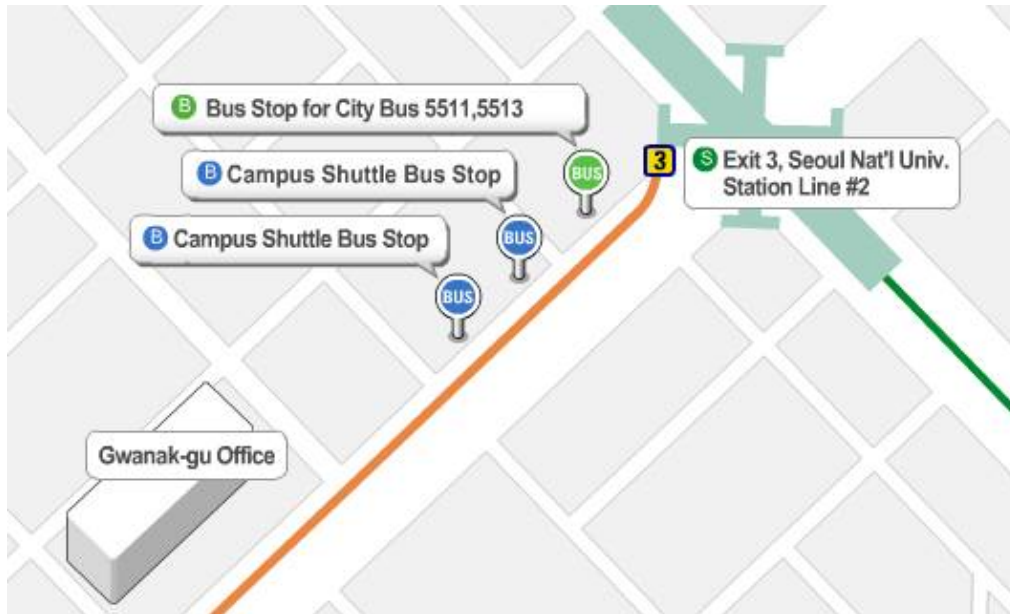 B Bus Stop for City Bus 5511,5513
B Campus Shuttle Bus Stop
B Campus Shuttle Bus Stop
BUS
BUS
BUS
3
S Exit 3, Seoul Nat'l Univ.
Station Line #2
Gwanak-gu Office